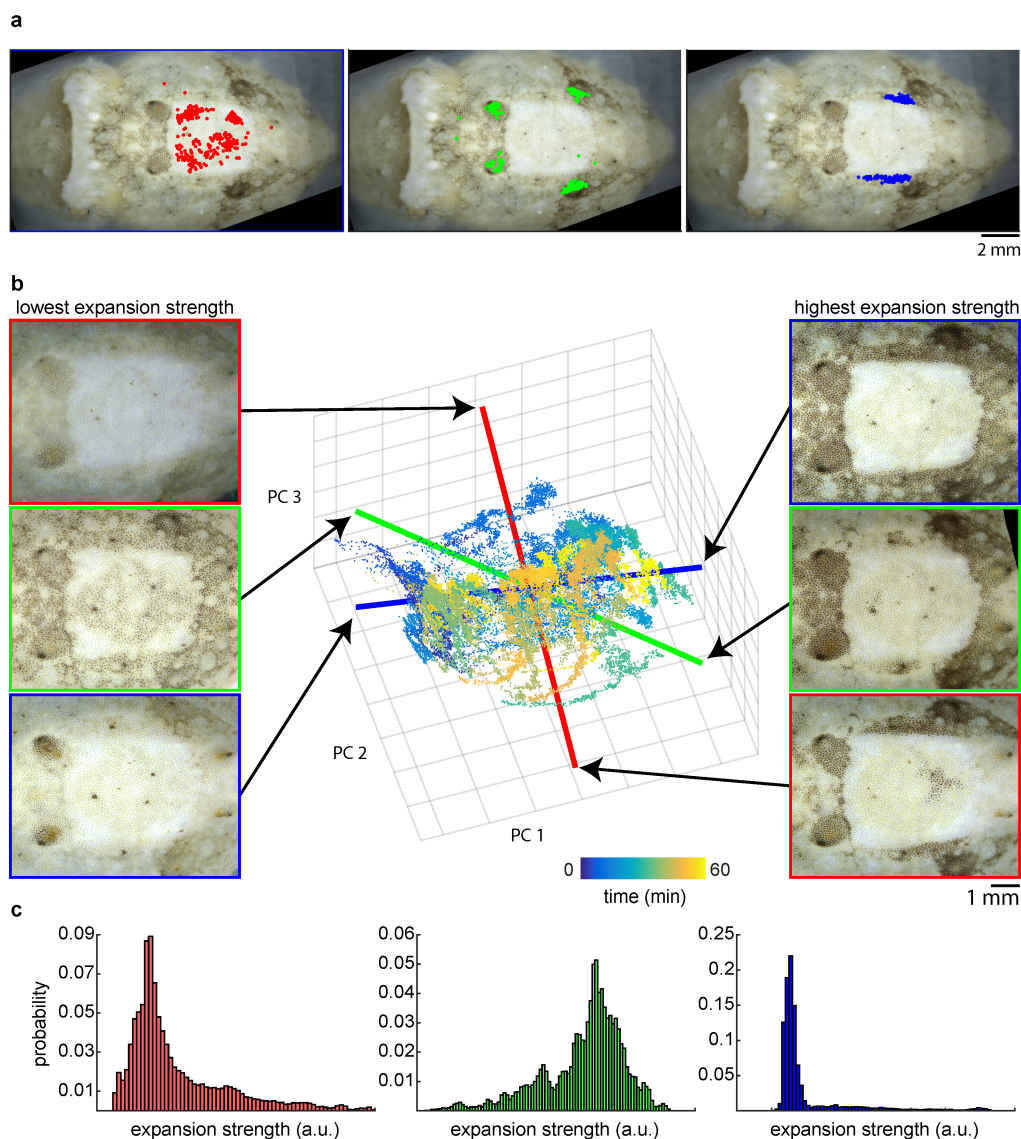 a
2 mm
b
lowest expansion strength
highest expansion strength
PC 3
PC 2
PC 1
0
60
time (min)
1 mm
c
0.09
0.07
0.05
0.03
0.01
probability
expansion strength (a.u.)
0.06
0.05
0.04
0.03
0.02
0.01
expansion strength (a.u.)
0.25
0.2
0.15
0.1
0.05
expansion strength (a.u.)